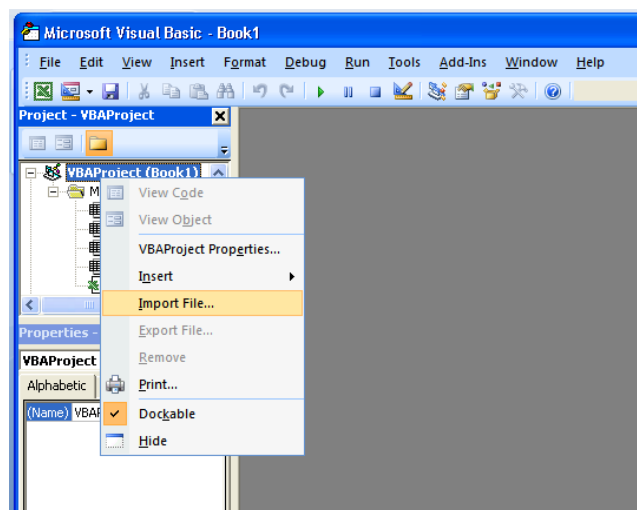 Microsoft Visual Basic - Book1
File Edit View Insert Format Debug Run Tools Add-Ins Window Help
Project - VBAProject
VBAProject (Book1)
M
View Code
View Object
VBAProject Properties...
Insert
Import File...
Export File...
Properties -
Remove
VBAProject
Print...
Alphabetic
Dockable
(Name) VBAP
Hide